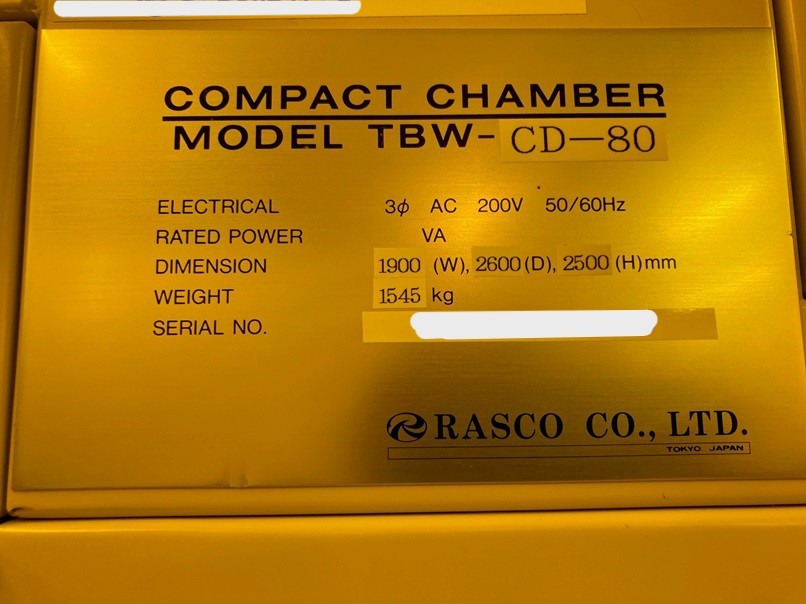 COMPACT CHAMBER
MODEL TBW-CD—80
ELECTRICAL 3φ AC 200V 50/60Hz
RATED POWER VA
DIMENSION 1900 (W), 2600 (D), 2500 (H)mm
WEIGHT 1545 kg
SERIAL NO.
RASCO CO., LTD.
TOKYO JAPAN